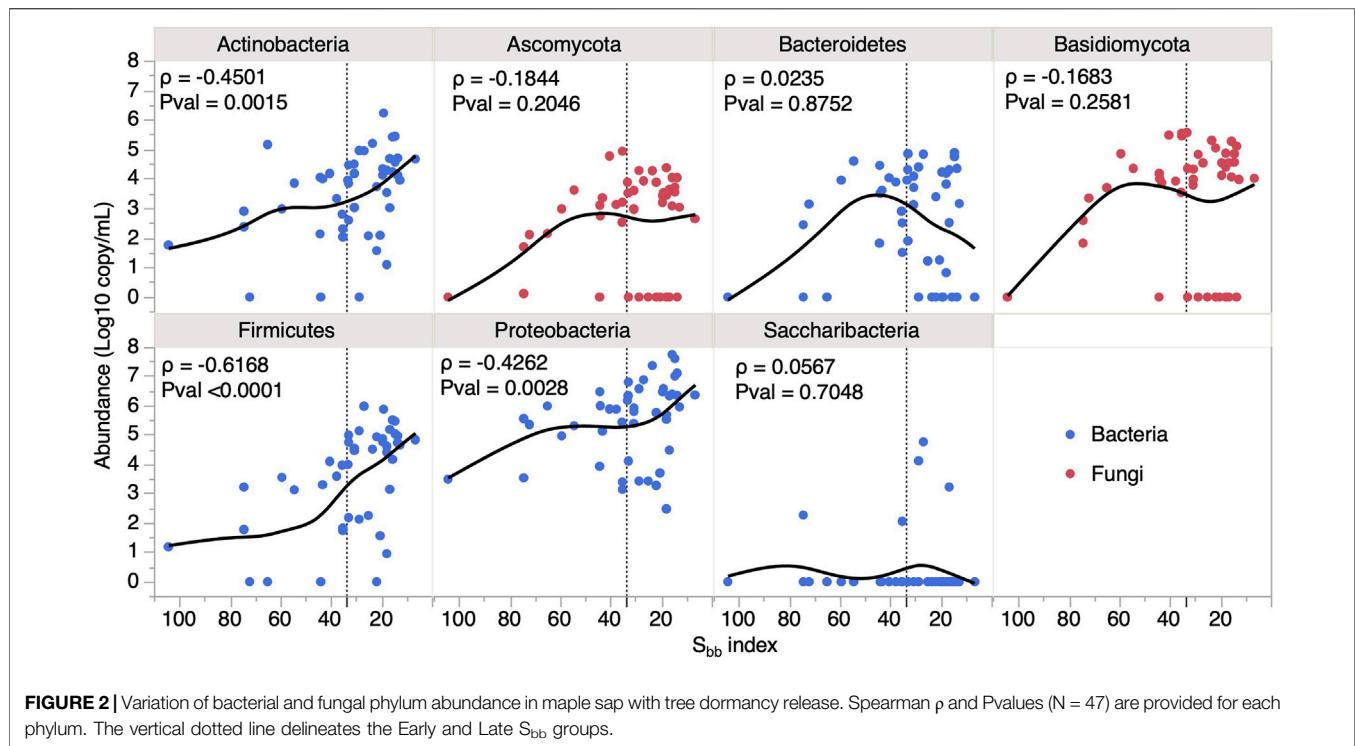 Actinobacteria
Ascomycota
Bacteroidetes
Basidiomycota
Abundance (Log10 copy/mL)
8
7
6
5
4
3
2
1
0
ρ = -0.4501
Pval = 0.0015
ρ = -0.1844
Pval = 0.2046
ρ = 0.0235
Pval = 0.8752
ρ = -0.1683
Pval = 0.2581
Firmicutes
Proteobacteria
Saccharibacteria
8
7
6
5
4
3
2
1
0
ρ = -0.6168
Pval <0.0001
ρ = -0.4262
Pval = 0.0028
ρ = 0.0567
Pval = 0.7048
Bacteria
Fungi
100 80 60 40 20
100 80 60 40 20
100 80 60 40 20
100 80 60 40 20
Sbb index
FIGURE 2 | Variation of bacterial and fungal phylum abundance in maple sap with tree dormancy release. Spearman ρ and Pvalues (N = 47) are provided for each
phylum. The vertical dotted line delineates the Early and Late Sbb groups.